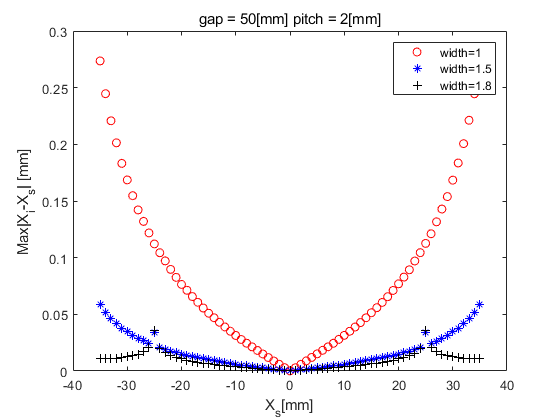 gap = 50[mm] pitch = 2[mm]
0.3
0.25
0.2
0.15
0.1
0.05
0
Max|X_i-X_s| [mm]
width=1
width=1.5
width=1.8
-40 -30 -20 -10 0 10 20 30 40
X_s[mm]